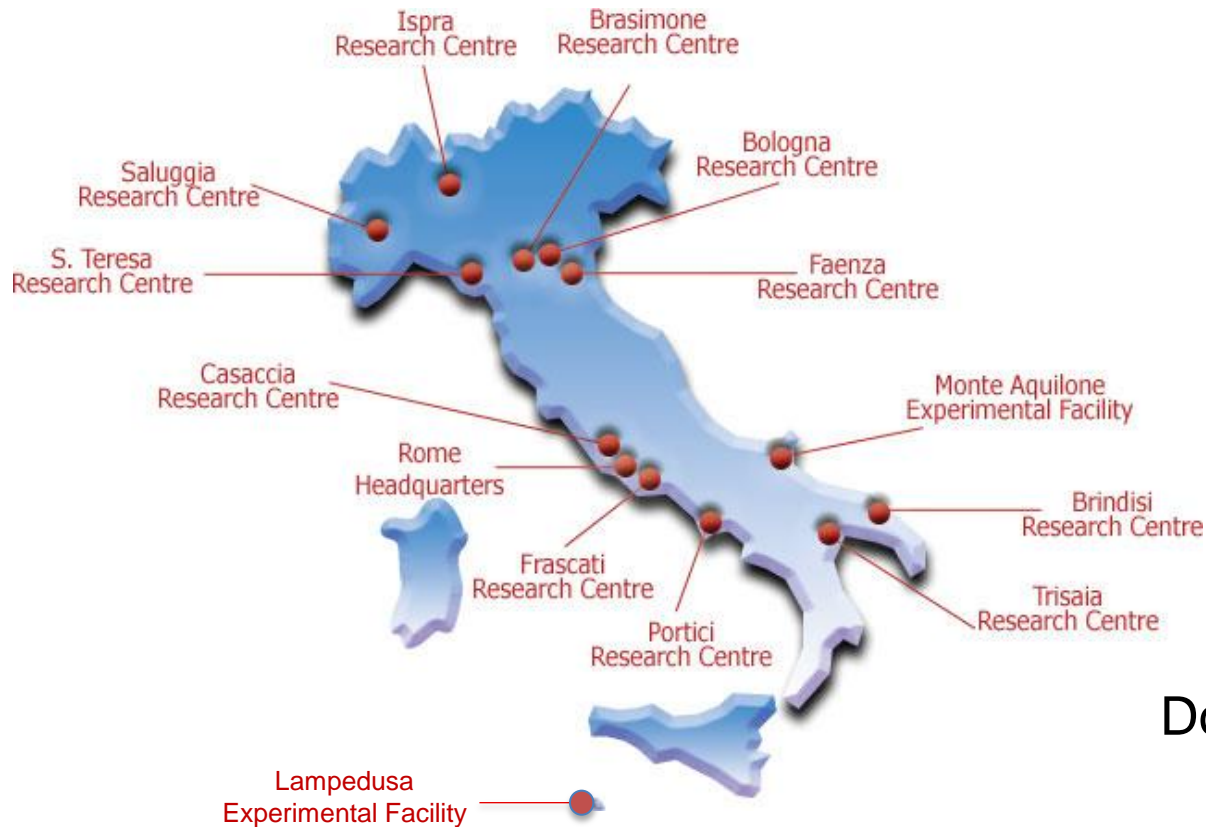 Ispra
Research Centre
Brasimone
Research Centre
Bologna
Research Centre
Saluggia
Research Centre
S. Teresa
Research Centre
Faenza
Research Centre
Casaccia
Research Centre
Monte Aquilone
Experimental Facility
Rome
Headquarters
Brindisi
Research Centre
Frascati
Research Centre
Trisaia
Research Centre
Portici
Research Centre
Lampedusa
Experimental Facility